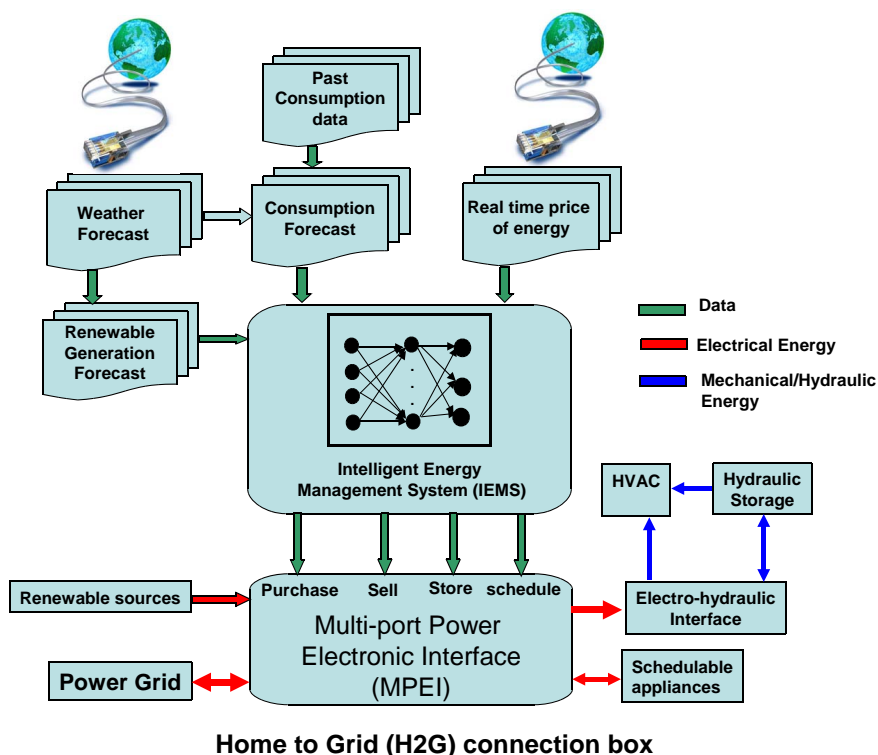 Past
Consumption
data
Weather
Forecast
Consumption
Forecast
Real time price
of energy
Renewable
Generation
Forecast
Data
Electrical Energy
Mechanical/Hydraulic
Energy
Intelligent Energy
Management System (IEMS)
HVAC
Hydraulic
Storage
Purchase Sell Store schedule
Renewable sources
Multi-port Power
Electronic Interface
(MPEI)
Electro-hydraulic
Interface
Power Grid
Schedulable
appliances
Home to Grid (H2G) connection box